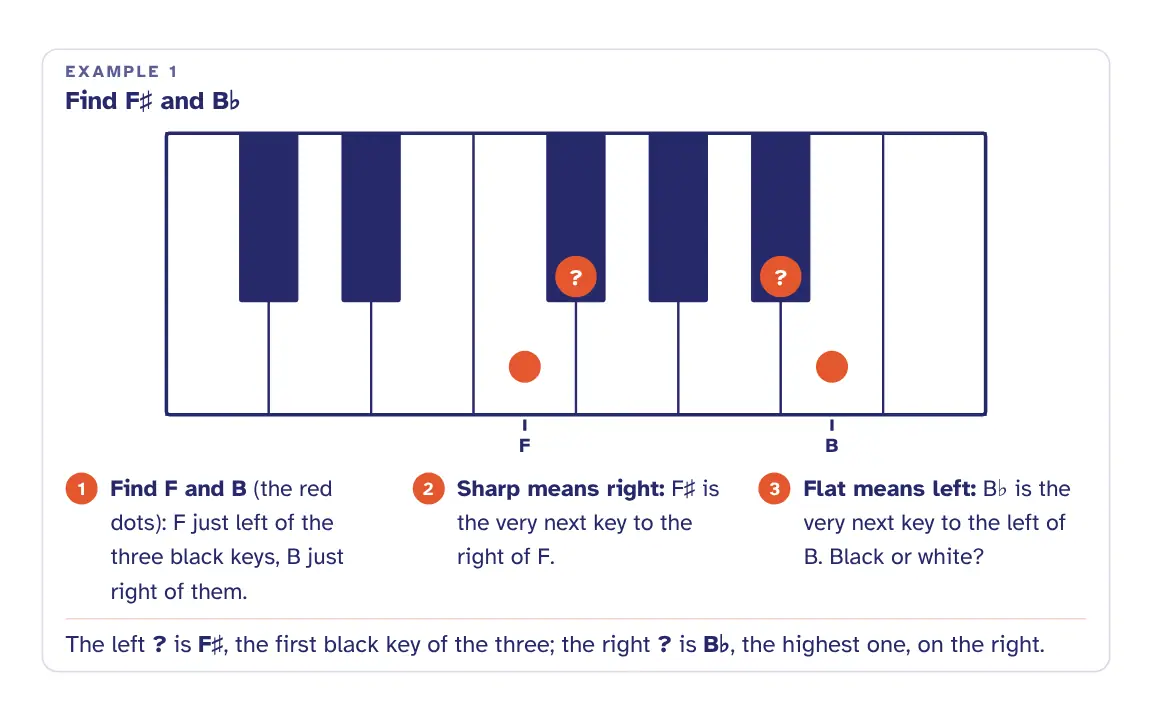 EXAMPLE 1
Find F♯ and B♭
?
?
F
B
1
Find F and B (the red
dots): F just left of the
three black keys, B just
right of them.
2
Sharp means right: F♯ is
the very next key to the
right of F.
3
Flat means left: B♭ is the
very next key to the left of
B. Black or white?
The left ? is F♯, the first black key of the three; the right ? is B♭, the highest one, on the right.